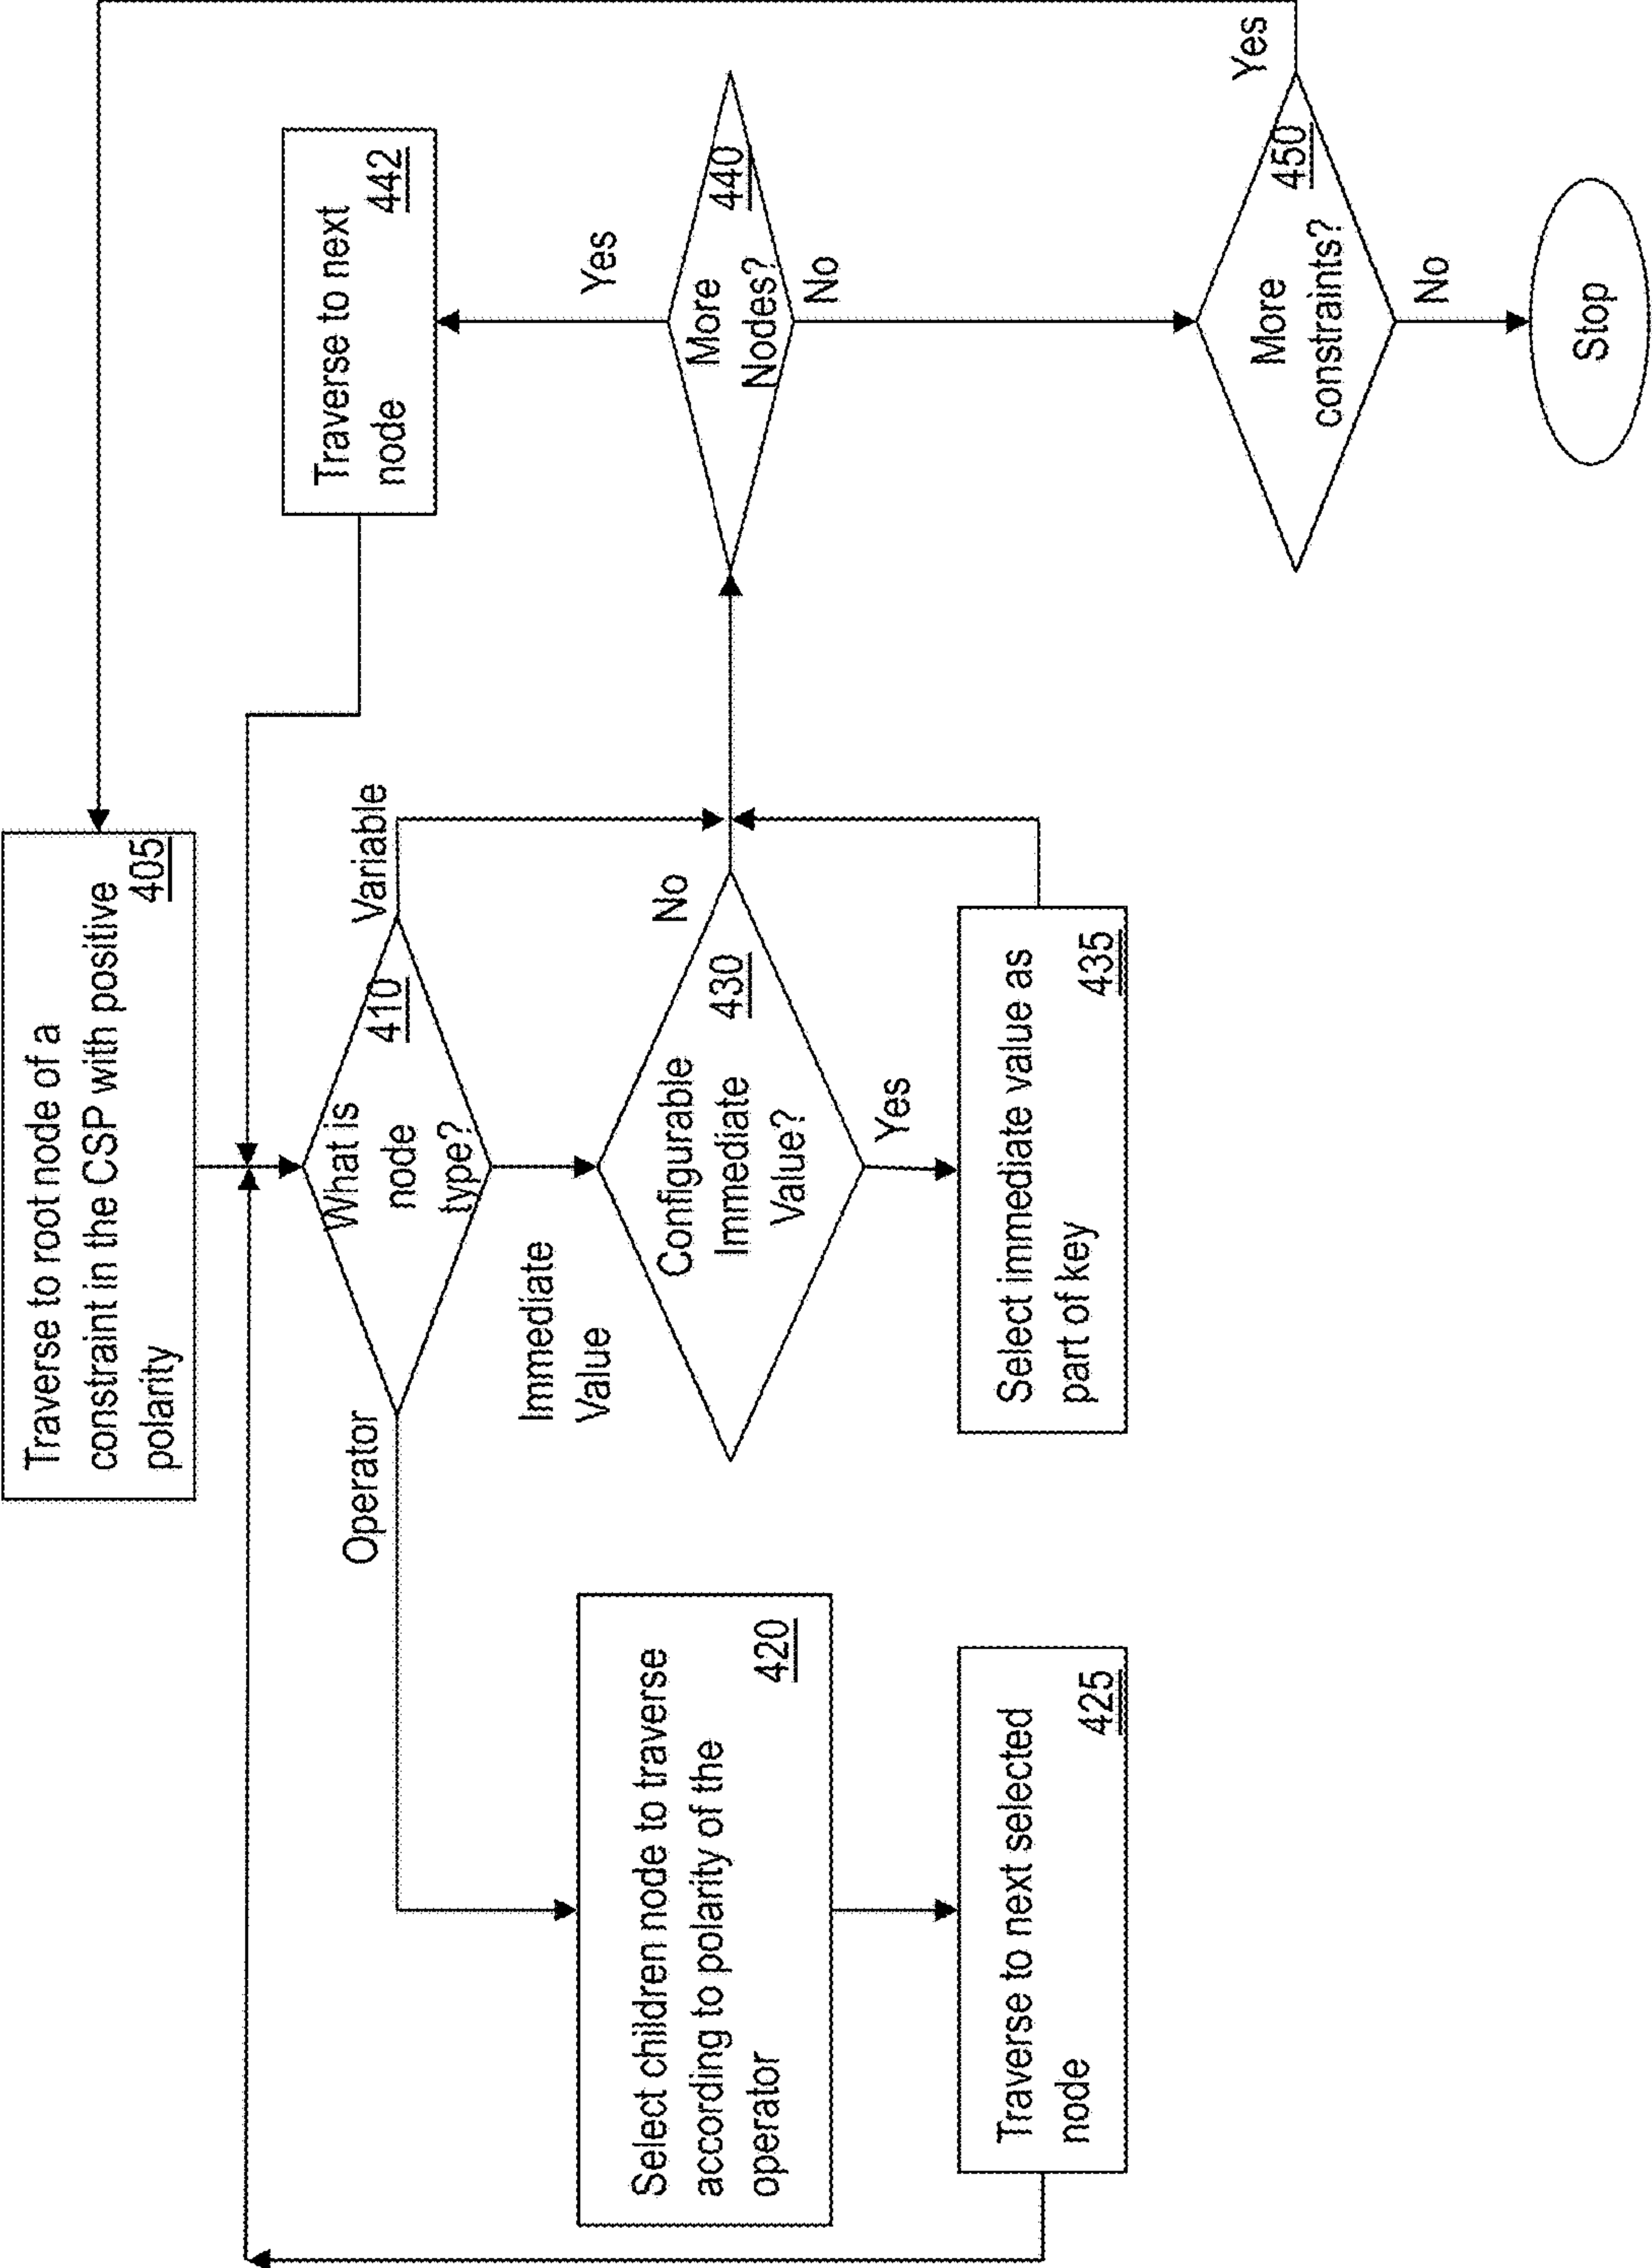 Traverse to root node of a
constraint in the CSP with positive
polarity
405
What is
node
type?
410
Operator
Variable
Immediate
Value
Select children node to traverse
according to polarity of the
operator
420
Traverse to next selected
node
425
Configurable
Immediate
Value?
430
No
Yes
Select immediate value as
part of key
435
Traverse to next
node
442
Yes
More
Nodes?
440
No
More
constraints?
450
Yes
No
Stop